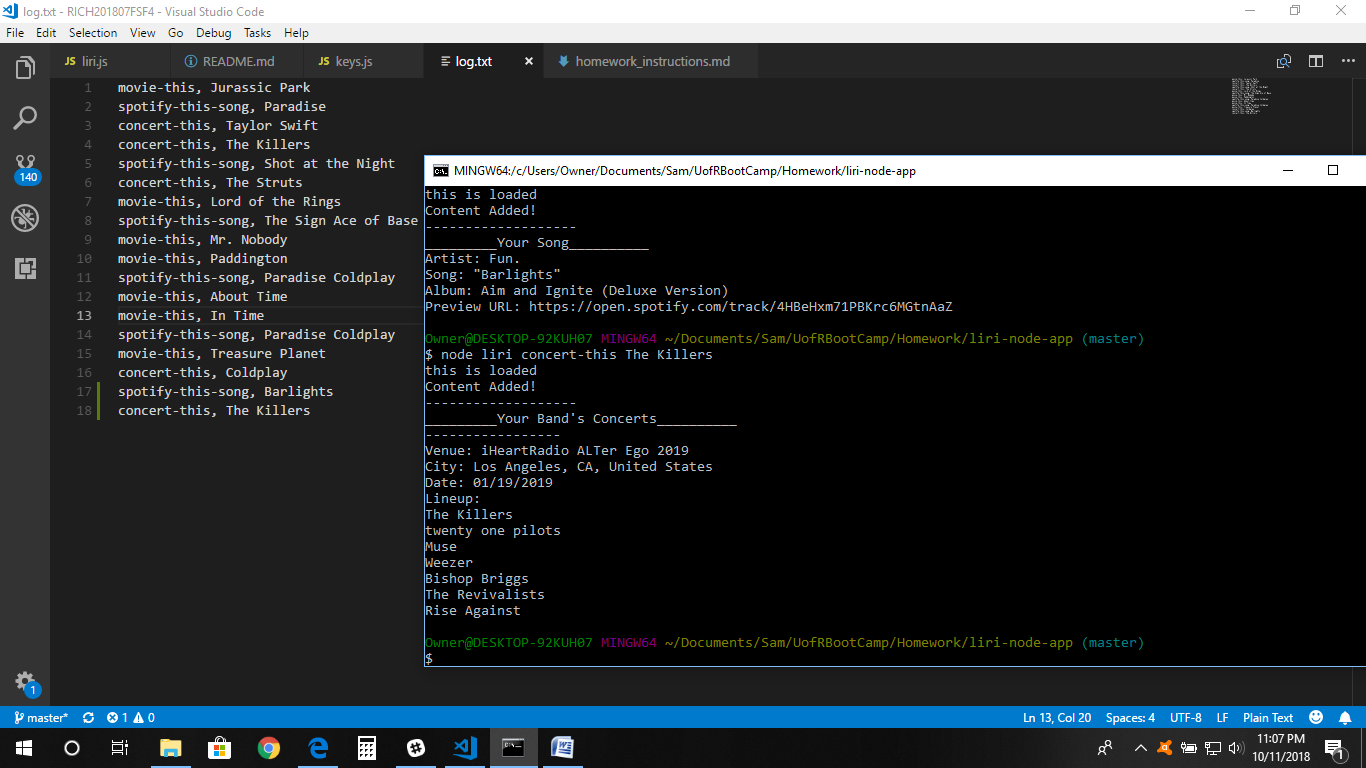 log.txt - RICH201807FSF4 - Visual Studio Code
File Edit Selection View Go Debug Tasks Help
JS liri.js README.md JS keys.js log.txt × homework_instructions.md ...
1 movie-this, Jurassic Park
2 spotify-this-song, Paradise
3 concert-this, Taylor Swift
4 concert-this, The Killers
5 spotify-this-song, Shot at the Night
6 concert-this, The Struts
7 movie-this, Lord of the Rings
8 spotify-this-song, The Sign Ace of Base
9 movie-this, Mr. Nobody
10 movie-this, Paddington
11 spotify-this-song, Paradise Coldplay
12 movie-this, About Time
13 movie-this, In Time
14 spotify-this-song, Paradise Coldplay
15 movie-this, Treasure Planet
16 concert-this, Coldplay
17 spotify-this-song, Barlights
18 concert-this, The Killers
140
1
MINGW64:/c/Users/Owner/Documents/Sam/UofRBootCamp/Homework/liri-node-app
this is loaded
Content Added!
-------------------
_________Your Song__________
Artist: Fun.
Song: "Barlights"
Album: Aim and Ignite (Deluxe Version)
Preview URL: https://open.spotify.com/track/4HBeHxm71PBKrc6MGtnAaZ
Owner@DESKTOP-92KUH07 MINGW64 ~/Documents/Sam/UofRBootCamp/Homework/liri-node-app (master)
$ node liri concert-this The Killers
this is loaded
Content Added!
-------------------
_________Your Band's Concerts__________
-----------------
Venue: iHeartRadio ALTer Ego 2019
City: Los Angeles, CA, United States
Date: 01/19/2019
Lineup:
The Killers
twenty one pilots
Muse
Weezer
Bishop Briggs
The Revivalists
Rise Against
Owner@DESKTOP-92KUH07 MINGW64 ~/Documents/Sam/UofRBootCamp/Homework/liri-node-app (master)
$
master* 1 0 Ln 13, Col 20 Spaces: 4 UTF-8 LF Plain Text
11:07 PM
10/11/2018
1